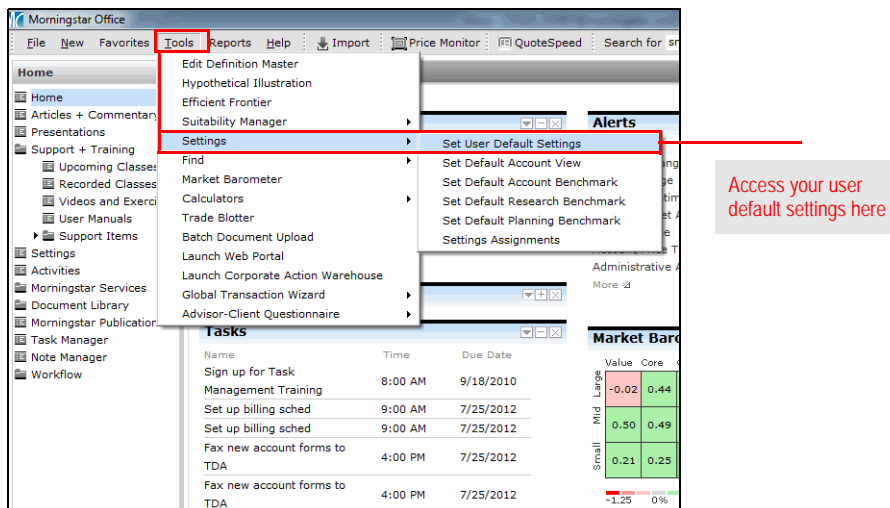 Morningstar Office
File New Favorites Tools Reports Help Import Price Monitor QuoteSpeed Search for
Home
Home
Articles + Commentary
Presentations
Support + Training
Upcoming Classes
Recorded Classes
Videos and Exerci
User Manuals
Support Items
Settings
Activities
Morningstar Services
Document Library
Morningstar Publication
Task Manager
Note Manager
Workflow
Edit Definition Master
Hypothetical Illustration
Efficient Frontier
Suitability Manager
Settings
Find
Market Barometer
Calculators
Trade Blotter
Batch Document Upload
Launch Web Portal
Launch Corporate Action Warehouse
Global Transaction Wizard
Advisor-Client Questionnaire
Set User Default Settings
Set Default Account View
Set Default Account Benchmark
Set Default Research Benchmark
Set Default Planning Benchmark
Settings Assignments
Access your user
default settings here
Alerts
Administrative A
More
Tasks
Name Time Due Date
Sign up for Task
Management Training 8:00 AM 9/18/2010
Set up billing sched 9:00 AM 7/25/2012
Set up billing sched 9:00 AM 7/25/2012
Fax new account forms to
TDA 4:00 PM 7/25/2012
Fax new account forms to
TDA 4:00 PM 7/25/2012
Market Baro
Value Core
Large -0.02 0.44
Mid 0.50 0.49
Small 0.21 0.25
-1.25 0%